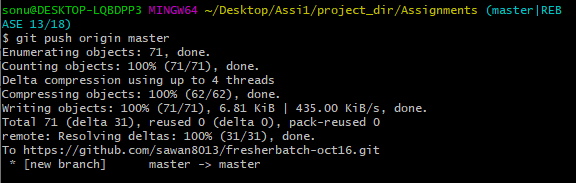 sonu@DESKTOP-LQBDPP3 MINGW64 ~/Desktop/Assi1/project_dir/Assignments (master|REB
ASE 13/18)
$ git push origin master
Enumerating objects: 71, done.
Counting objects: 100% (71/71), done.
Delta compression using up to 4 threads
Compressing objects: 100% (62/62), done.
Writing objects: 100% (71/71), 6.81 KiB | 435.00 KiB/s, done.
Total 71 (delta 31), reused 0 (delta 0), pack-reused 0
remote: Resolving deltas: 100% (31/31), done.
To https://github.com/sawan8013/fresherbatch-oct16.git
 * [new branch]      master -> master